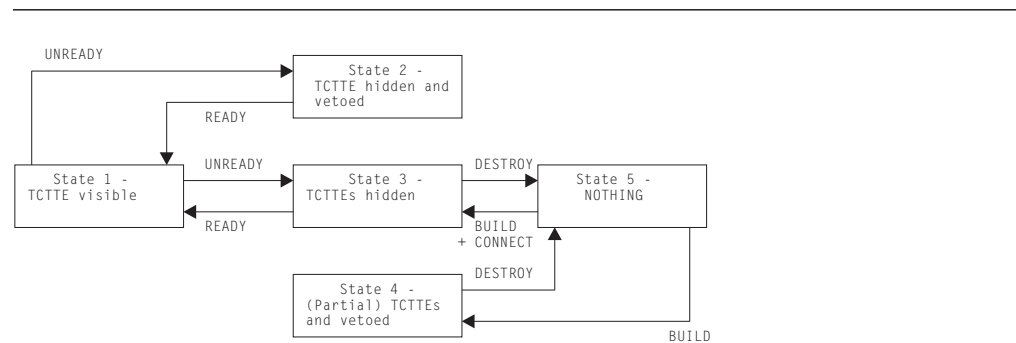 UNREADY
State 2 -
TCTTE hidden and
vetoed
READY
State 1 -
TCTTE visible
UNREADY
READY
State 3 -
TCTTEs hidden
DESTROY
BUILD
+ CONNECT
State 5 -
NOTHING
State 4 -
(Partial) TCTTEs
and vetoed
DESTROY
BUILD